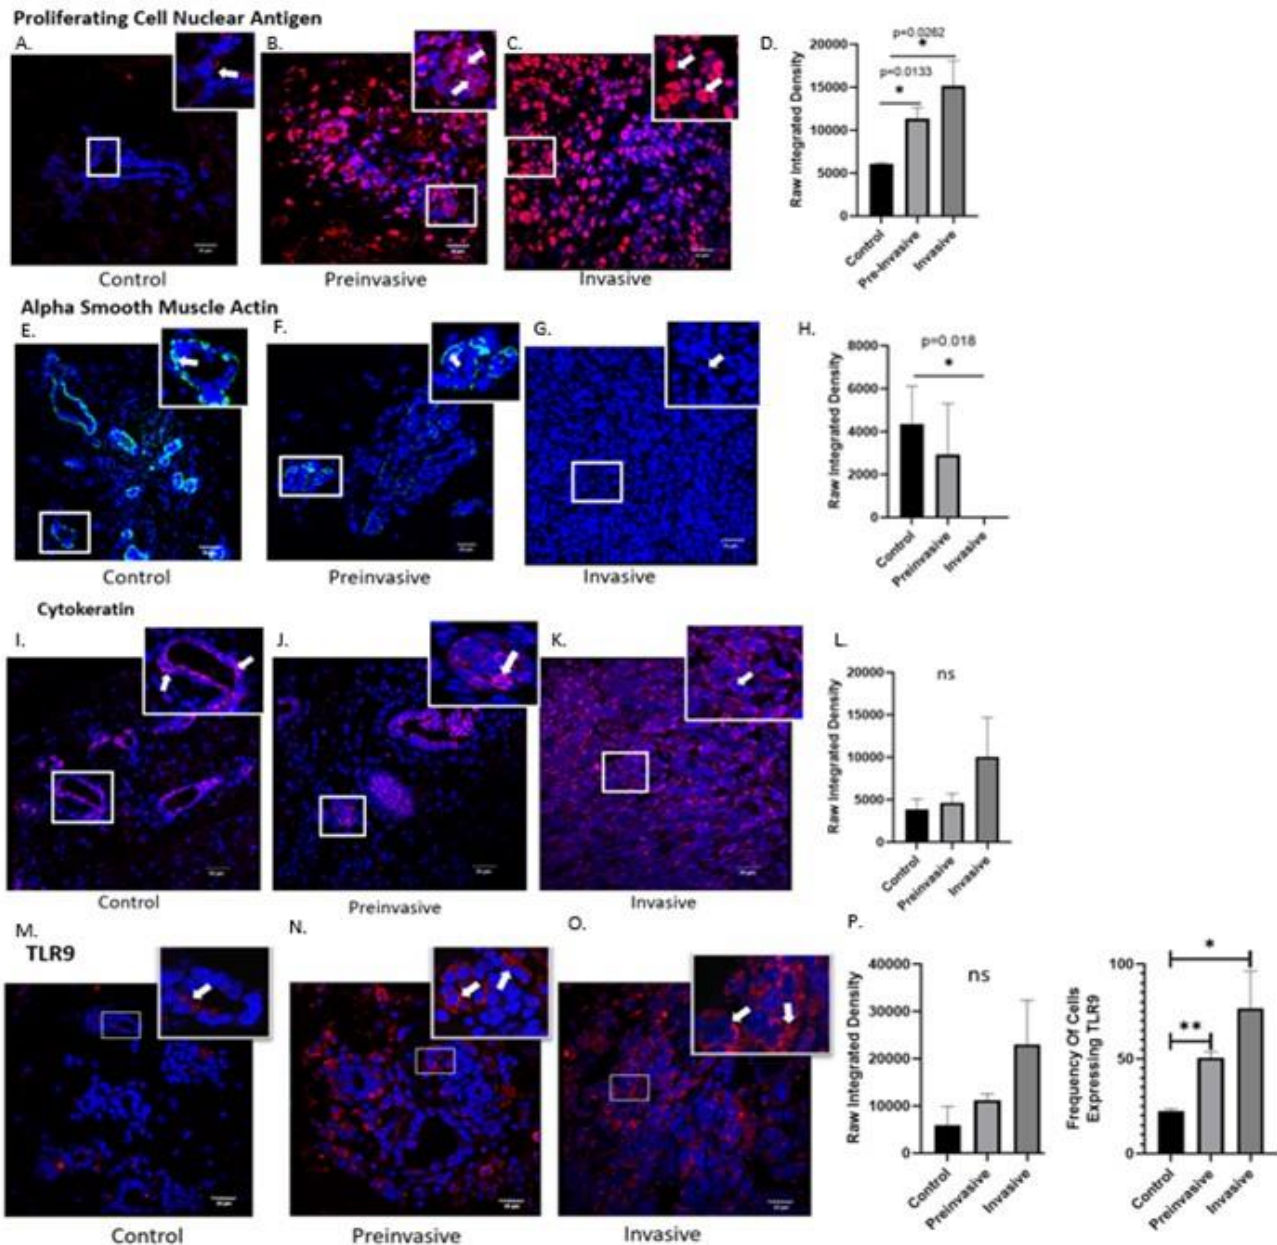 Proliferating Cell Nuclear Antigen
A.
B.
C.
D.
Control
Preinvasive
Invasive
p=0.0262
*
p=0.0133
*
20000
15000
10000
5000
0
Raw Integrated Density
Control
Pre-Invasive
Invasive
Alpha Smooth Muscle Actin
E.
F.
G.
H.
Control
Preinvasive
Invasive
p=0.018
*
8000
6000
4000
2000
0
Raw Integrated Density
Control
Preinvasive
Invasive
Cytokeratin
I.
J.
K.
L.
Control
Preinvasive
Invasive
ns
20000
15000
10000
5000
0
Raw Integrated Density
Control
Preinvasive
Invasive
M.
N.
O.
P.
TLR9
Control
Preinvasive
Invasive
ns
40000
30000
20000
10000
0
Raw Integrated Density
Control
Preinvasive
Invasive
*
**
100
50
0
Frequency Of Cells
Expressing TLR9
Control
Preinvasive
Invasive